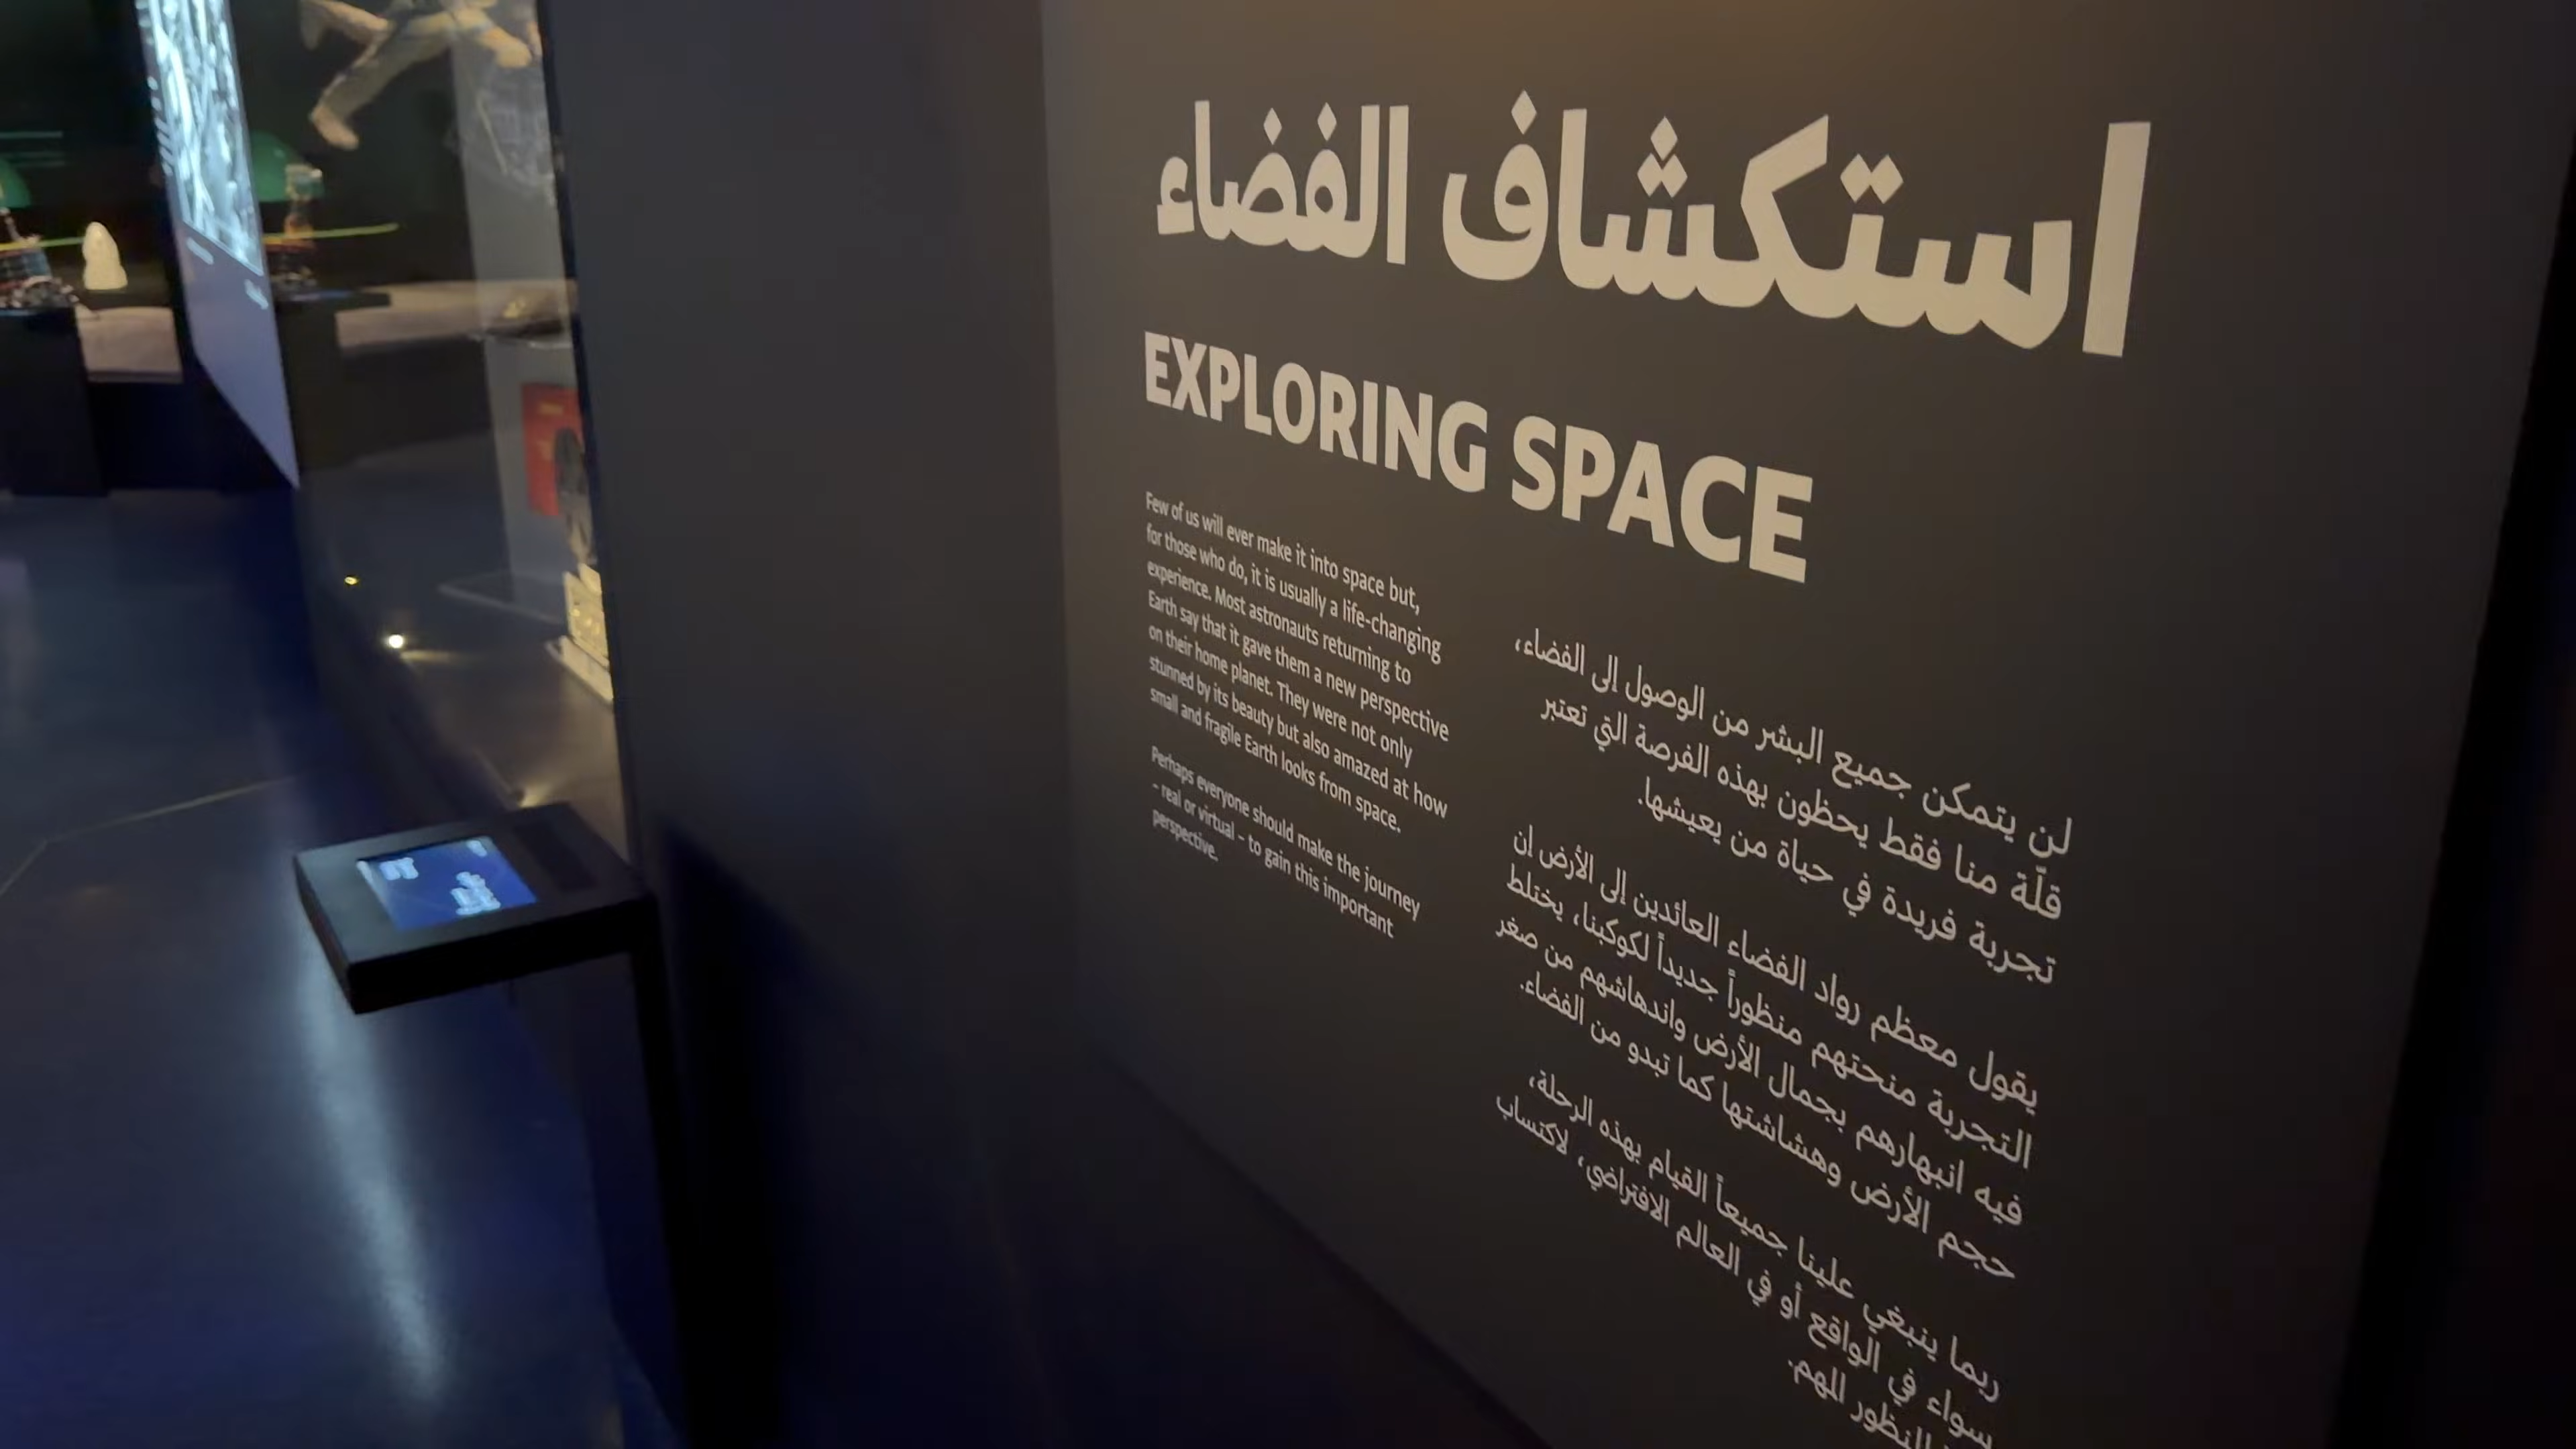 استكشاف الفضاء
EXPLORING SPACE
Few of us will ever make it into space but,
for those who do, it is usually a life-changing
experience. Most astronauts returning to
Earth say that it gave them a new perspective
on their home planet. They were not only
stunned by its beauty but also amazed at how
small and fragile Earth looks from space.
Perhaps everyone should make the journey
- real or virtual - to gain this important
perspective.
لن يتمكن جميع البشر من الوصول إلى الفضاء،
قلّة منا فقط يحظون بهذه الفرصة التي تعتبر
تجربة فريدة في حياة من يعيشها.
يقول معظم رواد الفضاء العائدين إلى الأرض إن
التجربة منحتهم منظوراً جديداً لكوكبنا، يختلط
فيه انبهارهم بجمال الأرض واندهاشهم من صغر
حجم الأرض وهشاشتها كما تبدو من الفضاء.
ربما ينبغي علينا جميعاً القيام بهذه الرحلة،
سواء في الواقع أو في العالم الافتراضي، لاكتساب
المهم.